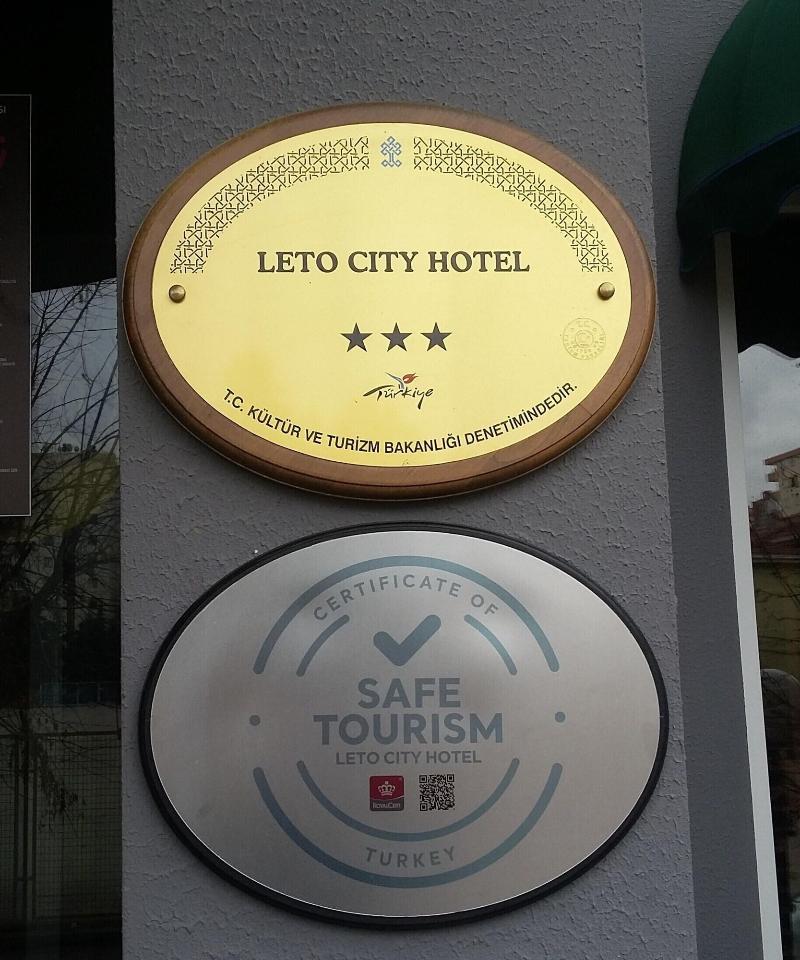 LETO CITY HOTEL
Türkiye
T.C. KÜLTÜR VE TURİZM BAKANLIĞI DENETİMİNDEDİR.
CERTIFICATE OF
SAFE
TOURISM
LETO CITY HOTEL
ROYALCERT
TURKEY